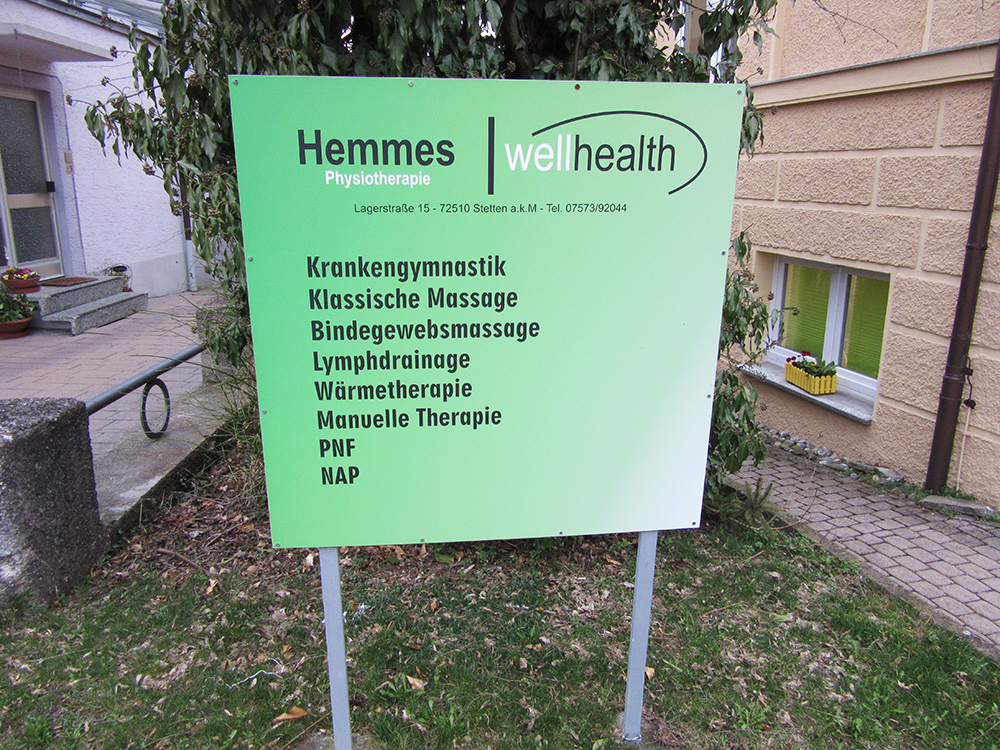 Hemmes
Physiotherapie
wellhealth
Lagerstraße 15 - 72510 Stetten a.k.M - Tel. 07573/92044
Krankengymnastik
Klassische Massage
Bindegewebsmassage
Lymphdrainage
Wärmetherapie
Manuelle Therapie
PNF
NAP